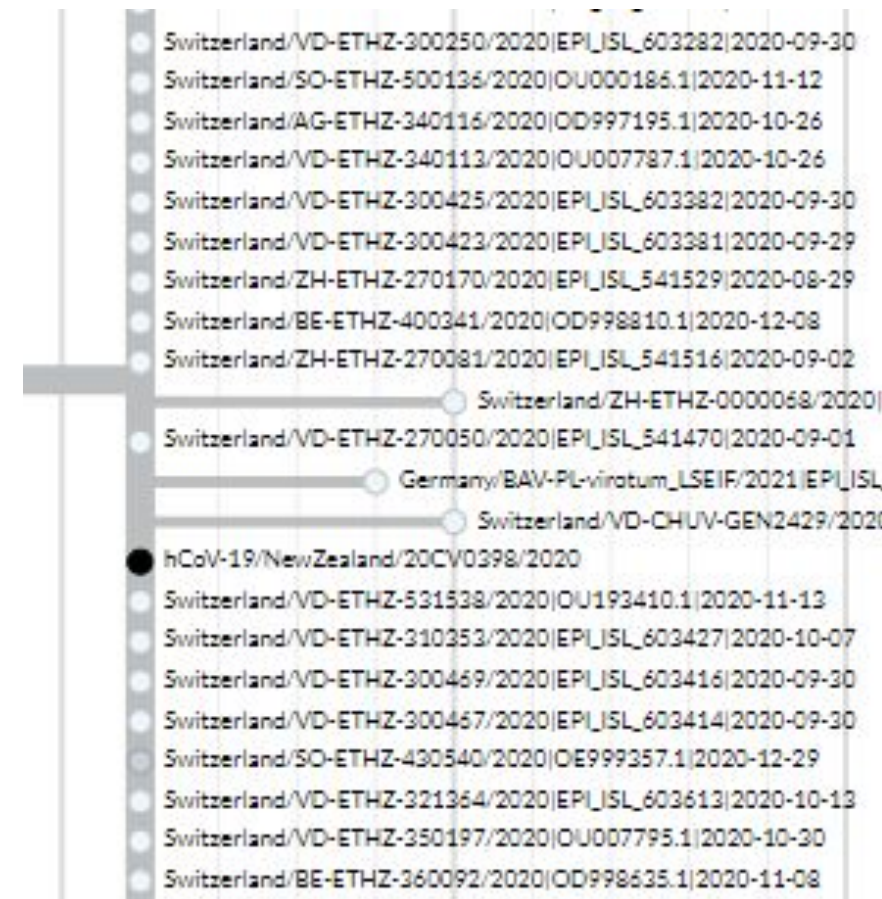 Switzerland/VD-ETHZ-300250/2020|EPI_ISL_603282|2020-09-30
Switzerland/SO-ETHZ-500136/2020|OU000186.1|2020-11-12
Switzerland/AG-ETHZ-340116/2020|OD997195.1|2020-10-26
Switzerland/VD-ETHZ-340113/2020|OU007787.1|2020-10-26
Switzerland/VD-ETHZ-300425/2020|EPI_ISL_603382|2020-09-30
Switzerland/VD-ETHZ-300423/2020|EPI_ISL_603381|2020-09-29
Switzerland/ZH-ETHZ-270170/2020|EPI_ISL_541529|2020-08-29
Switzerland/BE-ETHZ-400341/2020|OD998810.1|2020-12-08
Switzerland/ZH-ETHZ-270081/2020|EPI_ISL_541516|2020-09-02
Switzerland/ZH-ETHZ-0000068/2020|
Switzerland/VD-ETHZ-270050/2020|EPI_ISL_541470|2020-09-01
Germany/BAV-PL-virotum_LSEIF/2021|EPI_ISL_
Switzerland/VD-CHUV-GEN2429/2020
hCoV-19/NewZealand/20CV0398/2020
Switzerland/VD-ETHZ-531538/2020|OU193410.1|2020-11-13
Switzerland/VD-ETHZ-310353/2020|EPI_ISL_603427|2020-10-07
Switzerland/VD-ETHZ-300469/2020|EPI_ISL_603416|2020-09-30
Switzerland/VD-ETHZ-300467/2020|EPI_ISL_603414|2020-09-30
Switzerland/SO-ETHZ-430540/2020|OE999357.1|2020-12-29
Switzerland/VD-ETHZ-321364/2020|EPI_ISL_603613|2020-10-13
Switzerland/VD-ETHZ-350197/2020|OU007795.1|2020-10-30
Switzerland/BE-ETHZ-360092/2020|OD998635.1|2020-11-08